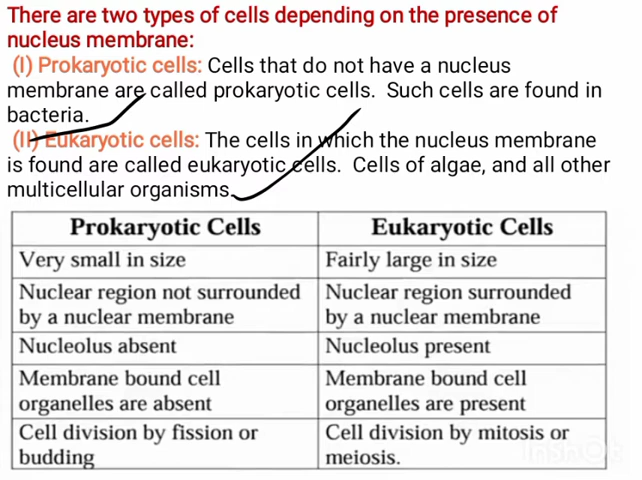 There are two types of cells depending on the presence of
nucleus membrane:
(I) Prokaryotic cells: Cells that do not have a nucleus
membrane are called prokaryotic cells. Such cells are found in
bacteria.
(II) Eukaryotic cells: The cells in which the nucleus membrane
is found are called eukaryotic cells. Cells of algae, and all other
multicellular organisms.
Prokaryotic Cells Eukaryotic Cells
Very small in size Fairly large in size
Nuclear region not surrounded Nuclear region surrounded
by a nuclear membrane by a nuclear membrane
Nucleolus absent Nucleolus present
Membrane bound cell Membrane bound cell
organelles are absent organelles are present
Cell division by fission or Cell division by mitosis or
budding meiosis.
InShOt